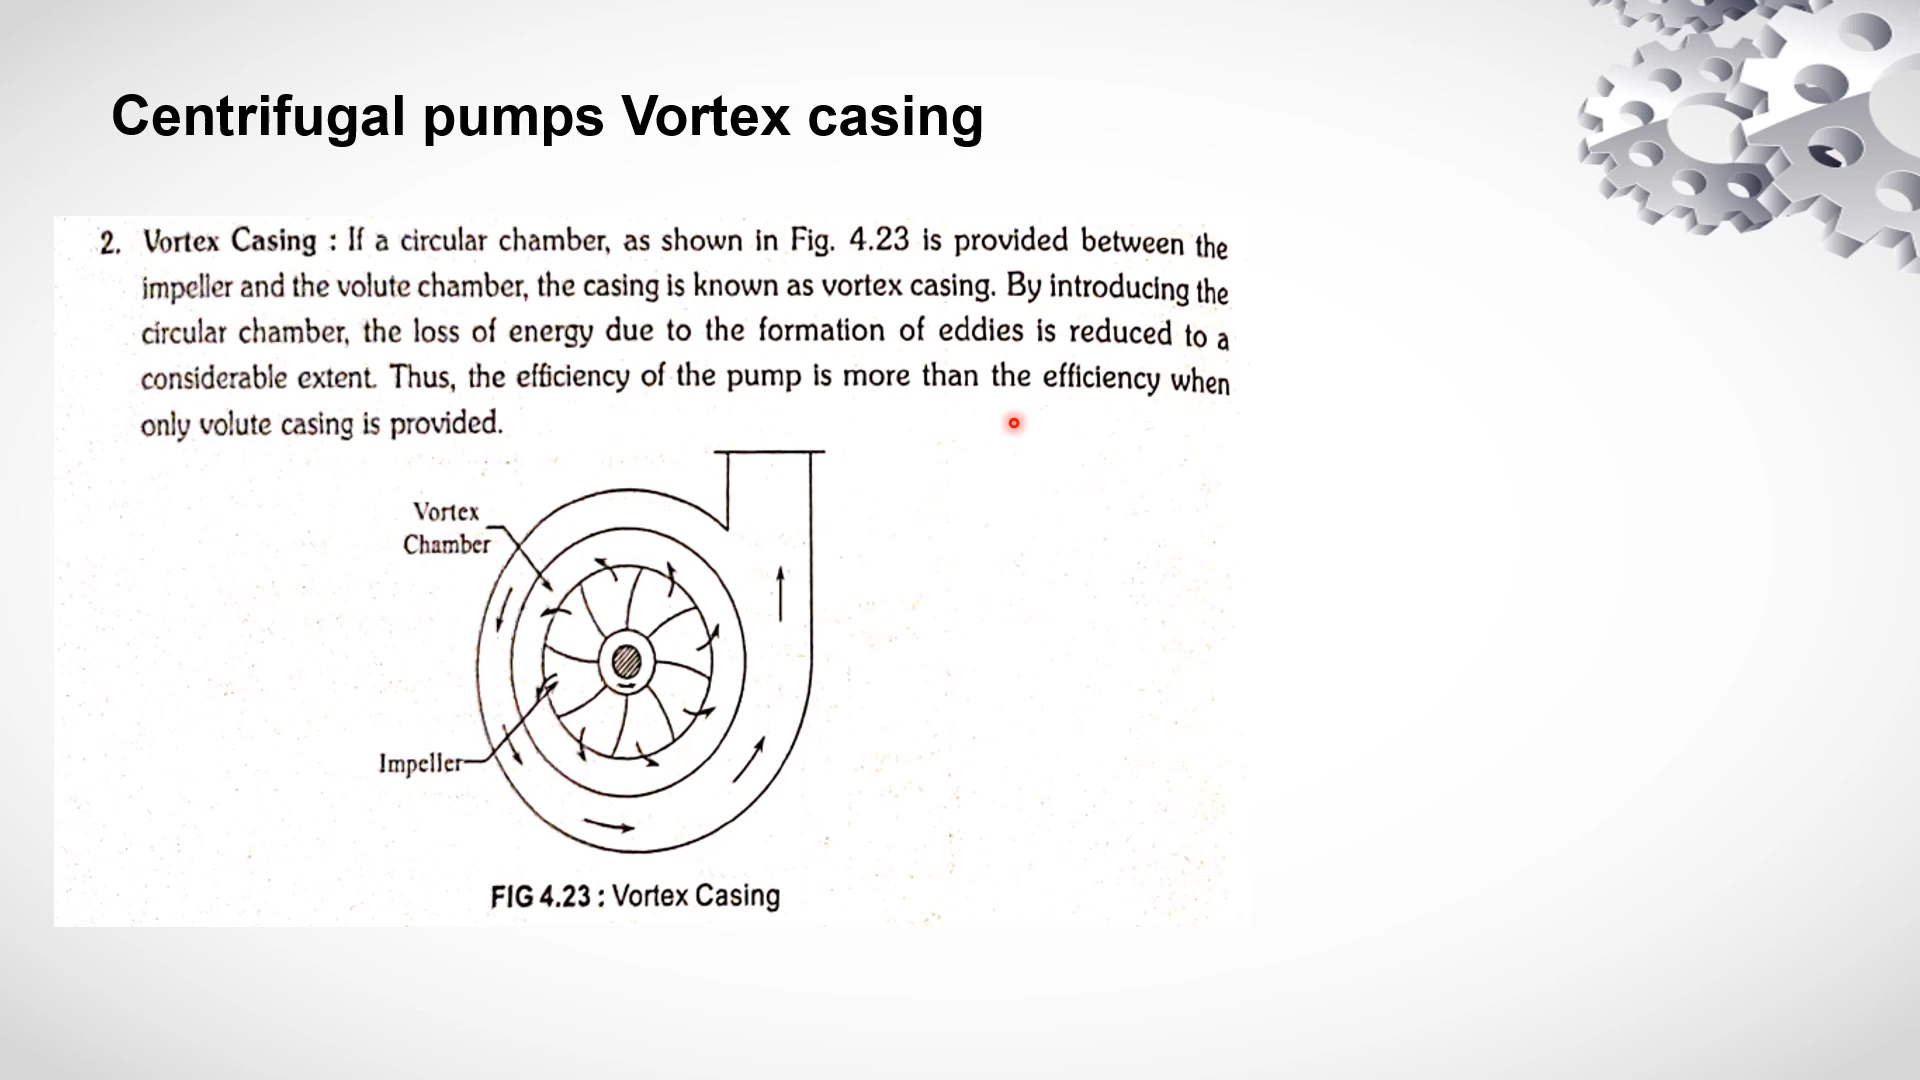 Centrifugal pumps Vortex casing
2. Vortex Casing : If a circular chamber, as shown in Fig. 4.23 is provided between the
impeller and the volute chamber, the casing is known as vortex casing. By introducing the
circular chamber, the loss of energy due to the formation of eddies is reduced to a
considerable extent. Thus, the efficiency of the pump is more than the efficiency when
only volute casing is provided.
Vortex
Chamber
Impeller
FIG 4.23 : Vortex Casing